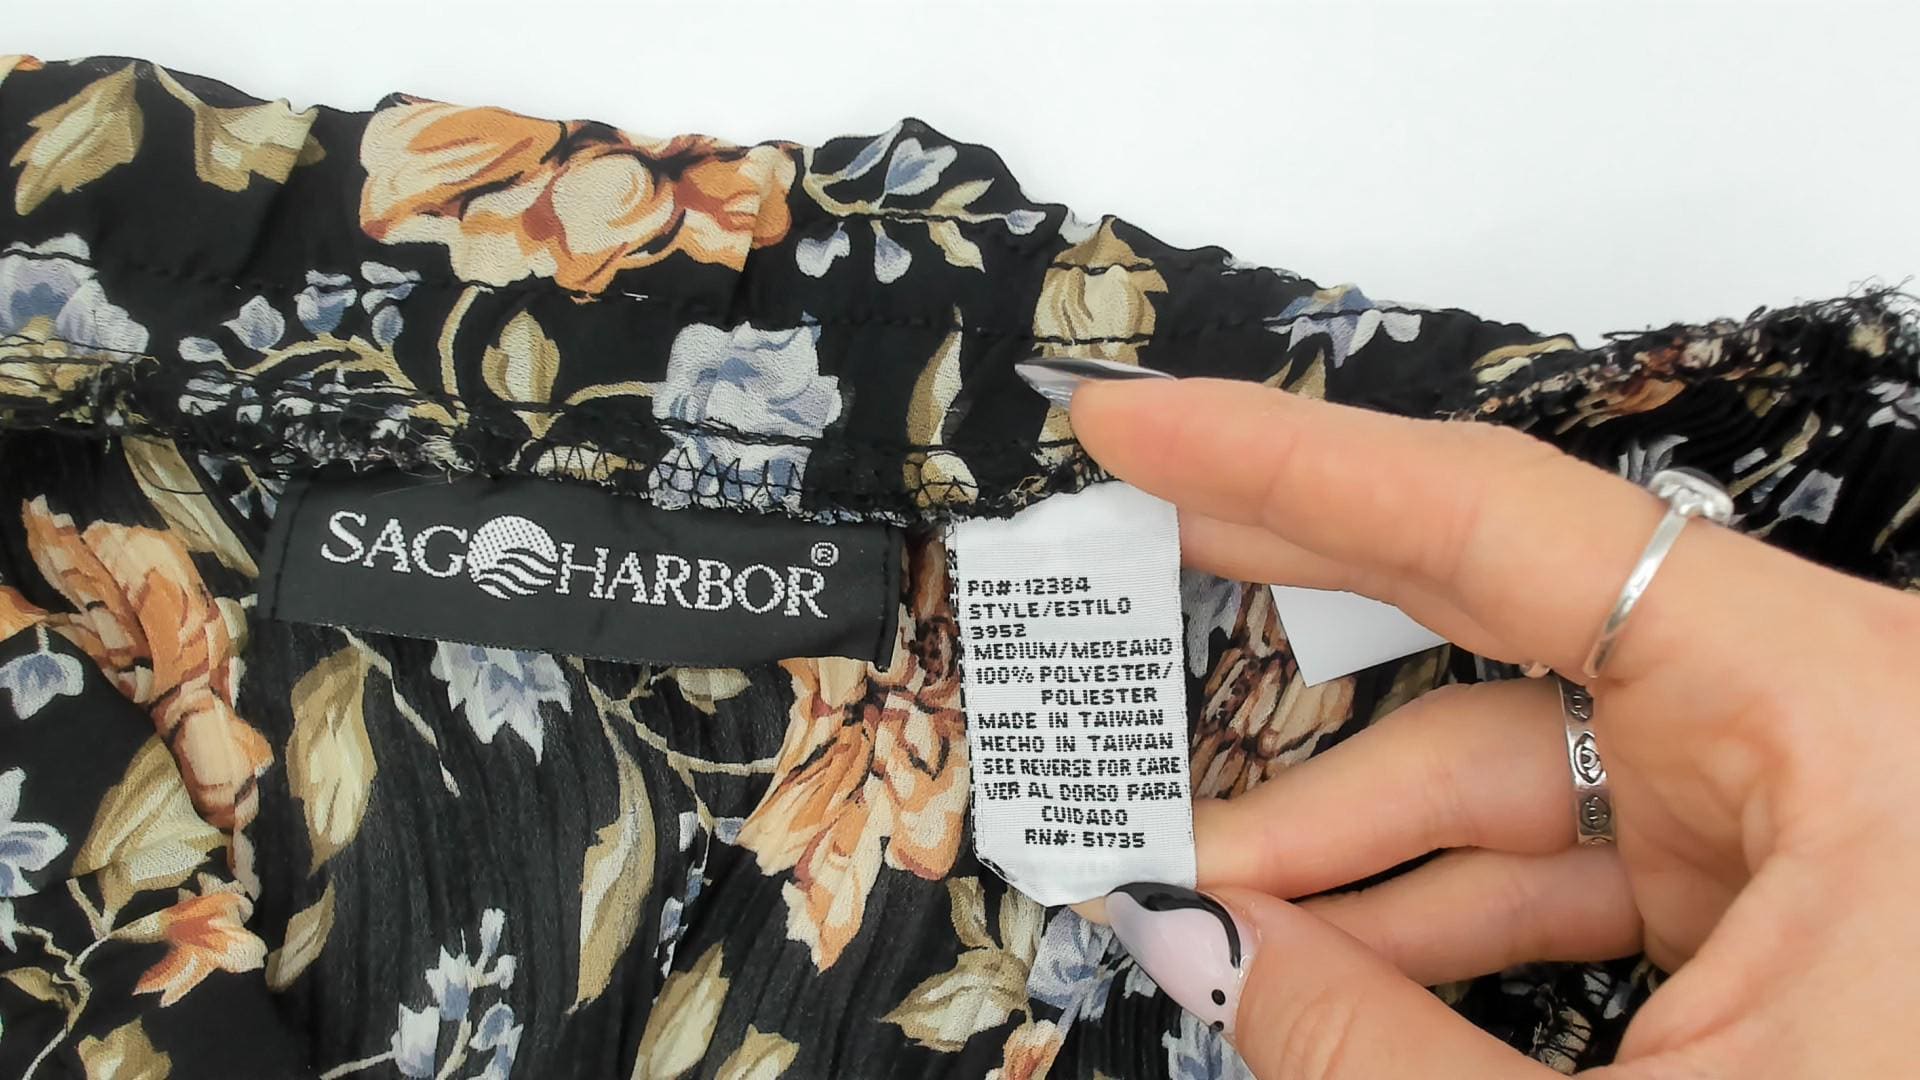 SAG HARBOR®
PO#:12384
STYLE/ESTILO
3952
MEDIUM/MEDEANO
100% POLYESTER/
POLIESTER
MADE IN TAIWAN
HECHO IN TAIWAN
SEE REVERSE FOR CARE
VER AL DORSO PARA
CUIDADO
RN#: 51735